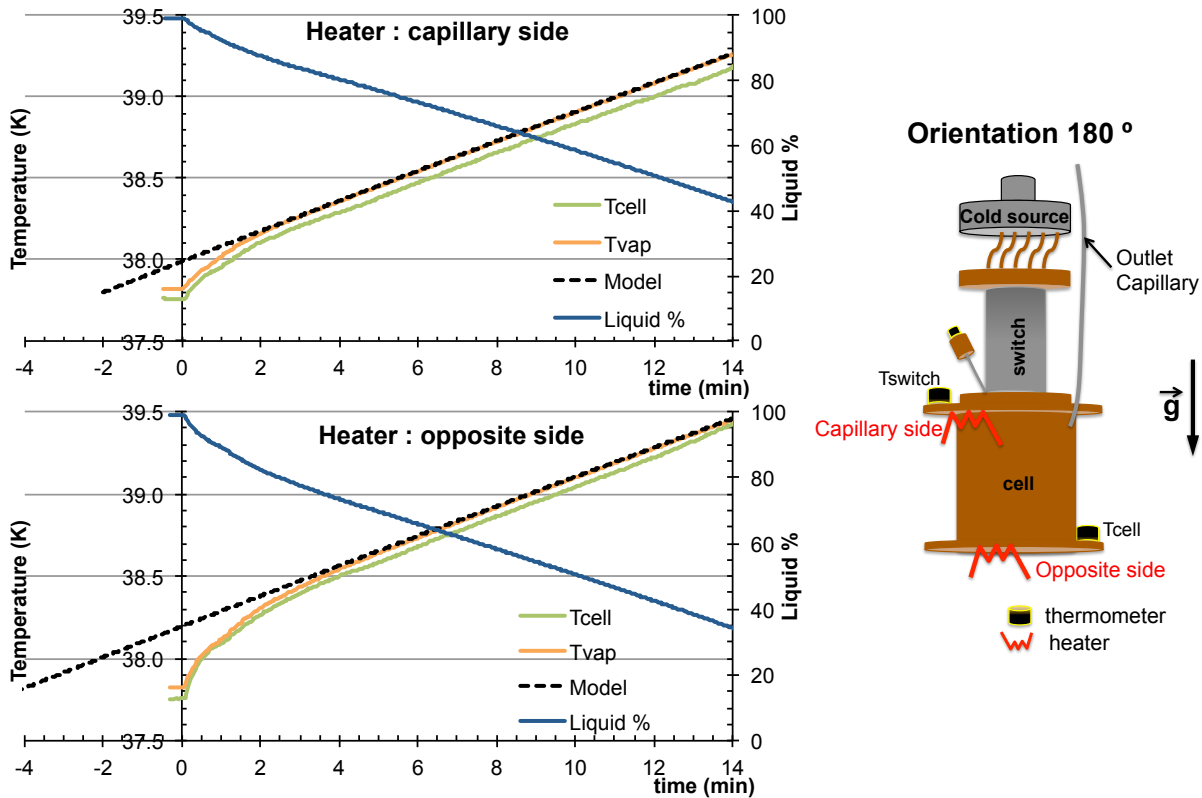 Heater : capillary side
Temperature (K)
39.5
39.0
38.5
38.0
37.5
100
80
60
40
20
0
Liquid %
Tcell
Tvap
Model
Liquid %
-4 -2 0 2 4 6 8 10 12 14
time (min)
Heater : opposite side
Temperature (K)
39.5
39.0
38.5
38.0
37.5
100
80
60
40
20
0
Liquid %
Tcell
Tvap
Model
Liquid %
-4 -2 0 2 4 6 8 10 12 14
time (min)
Orientation 180 º
Cold source
Outlet
Capillary
switch
Tswitch
Capillary side
g
cell
Tcell
Opposite side
thermometer
heater